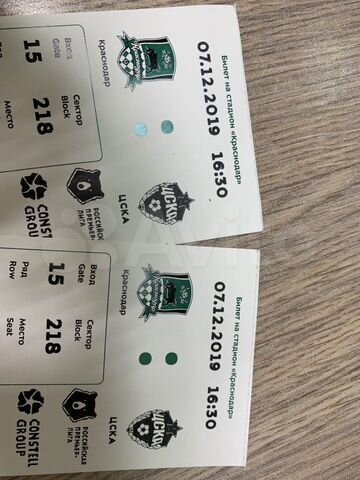 Билет на стадион «Краснодар»
07.12.2019 16:30
Краснодар
ЦСКА
Вход
Gate
15
Сектор
Block
218
Ряд
Место
РОССИЙСКАЯ
ПРЕМЬЕР-
ЛИГА
CONSTELL
GROUP
Билет на стадион «Краснодар»
07.12.2019 16:30
Краснодар
ЦСКА
Вход
Gate
15
Сектор
Block
218
Ряд
Row
Место
Seat
РОССИЙСКАЯ
ПРЕМЬЕР-
ЛИГА
CONSTELL
GROUP
Avito